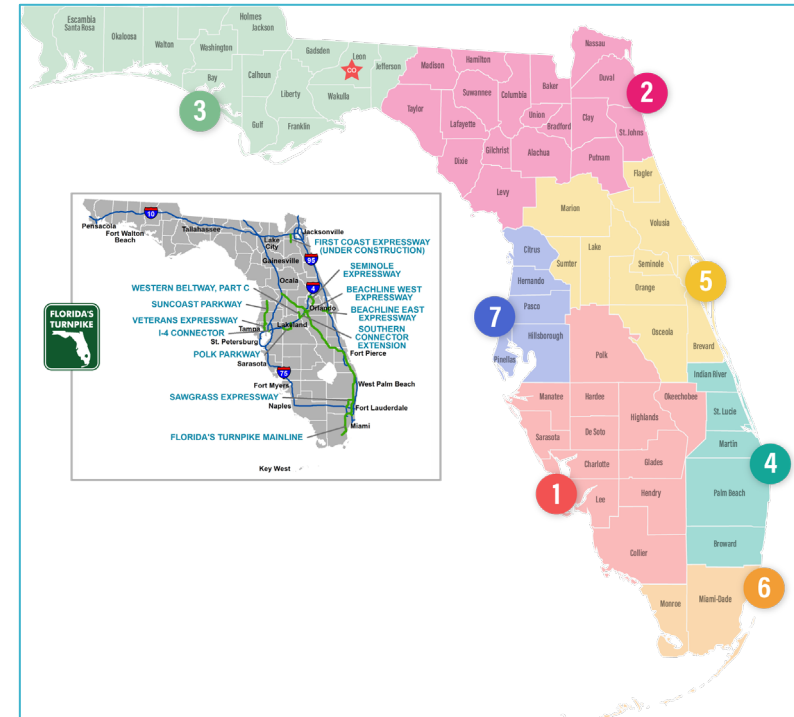 Escambia
Santa Rosa
Okaloosa
Walton
Holmes
Jackson
Washington
Bay
Calhoun
Gulf
Liberty
Franklin
Gadsden
Leon
CO
Jefferson
Wakulla
3
Madison
Hamilton
Taylor
Suwannee
Columbia
Lafayette
Dixie
Gilchrist
Levy
Baker
Union
Bradford
Alachua
Nassau
Duval
Clay
St. Johns
Putnam
2
Flagler
Marion
Volusia
Sumter
Lake
Seminole
Orange
Osceola
Brevard
5
Citrus
Hernando
Pasco
Hillsborough
Pinellas
7
Polk
Manatee
Hardee
Highlands
Okeechobee
Sarasota
De Soto
Charlotte
Glades
Lee
Hendry
Collier
1
Indian River
St. Lucie
Martin
Palm Beach
Broward
4
Monroe
Miami-Dade
6
FLORIDA'S
TURNPIKE
10
Pensacola
Fort Walton
Beach
Tallahassee
Lake
City
Jacksonville
FIRST COAST EXPRESSWAY
(UNDER CONSTRUCTION)
Gainesville
95
Ocala
SEMINOLE
EXPRESSWAY
4
WESTERN BELTWAY, PART C
BEACHLINE WEST
EXPRESSWAY
SUNCOAST PARKWAY
Orlando
BEACHLINE EAST
EXPRESSWAY
VETERANS EXPRESSWAY
Lakeland
I-4 CONNECTOR
Tampa
St. Petersburg
SOUTHERN
CONNECTOR
EXTENSION
POLK PARKWAY
Fort Pierce
Sarasota
75
Fort Myers
West Palm Beach
SAWGRASS EXPRESSWAY
Naples
Fort Lauderdale
Miami
FLORIDA'S TURNPIKE MAINLINE
Key West